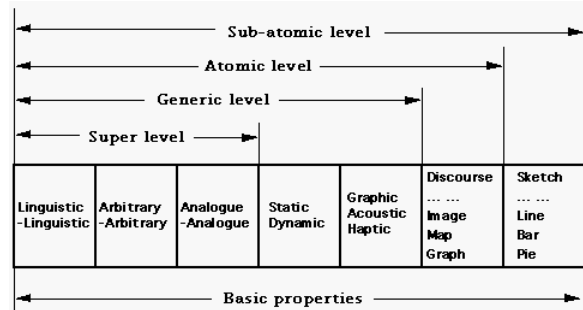 Sub-atomic level
Atomic level
Generic level
Super level
Linguistic
-Linguistic
Arbitrary
-Arbitrary
Analogue
-Analogue
Static
Dynamic
Graphic
Acoustic
Haptic
Discourse
... ...
Image
Map
Graph
Sketch
... ...
Line
Bar
Pie
Basic properties